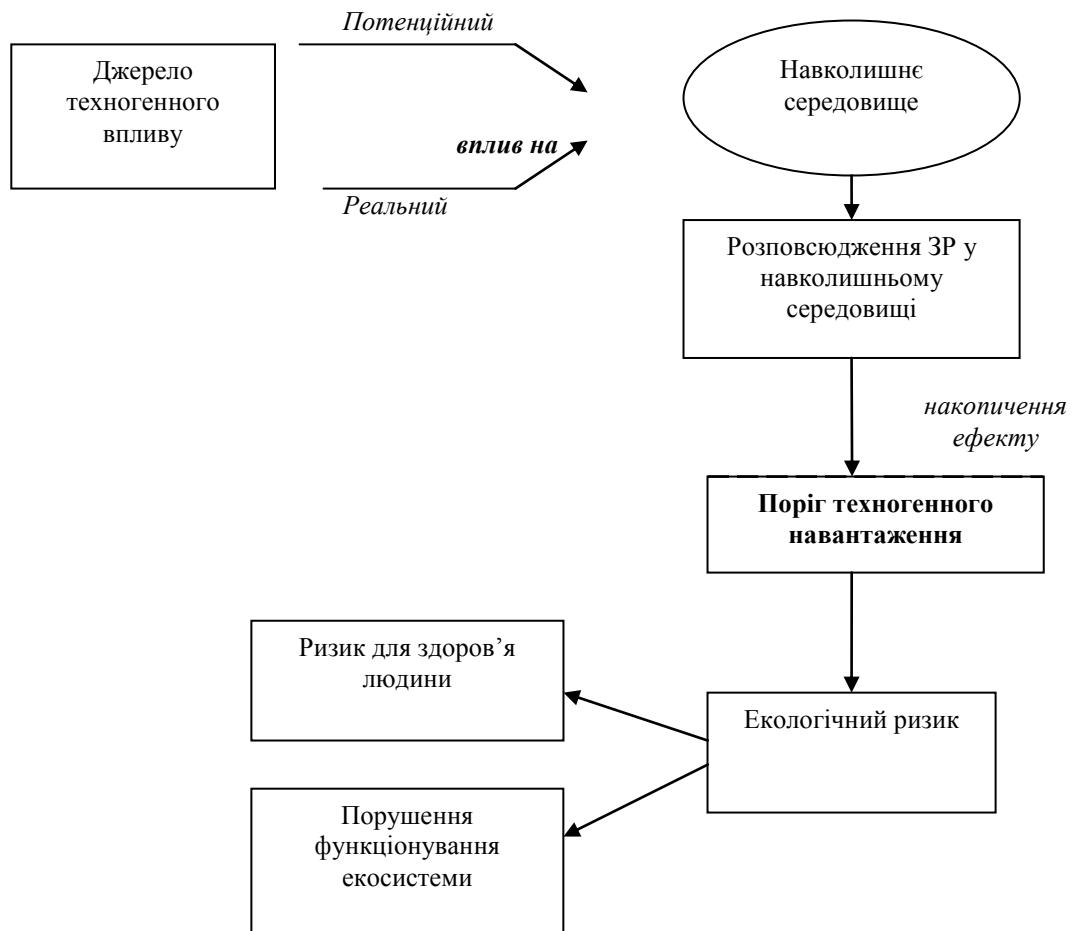 Потенційний
Джерело
техногенного
впливу
вплив на
Реальний
Навколишнє
середовище
Розповсюдження ЗР у
навколишньому
середовищі
накопичення
ефекту
Поріг техногенного
навантаження
Екологічний ризик
Ризик для здоров’я
людини
Порушення
функціонування
екосистеми